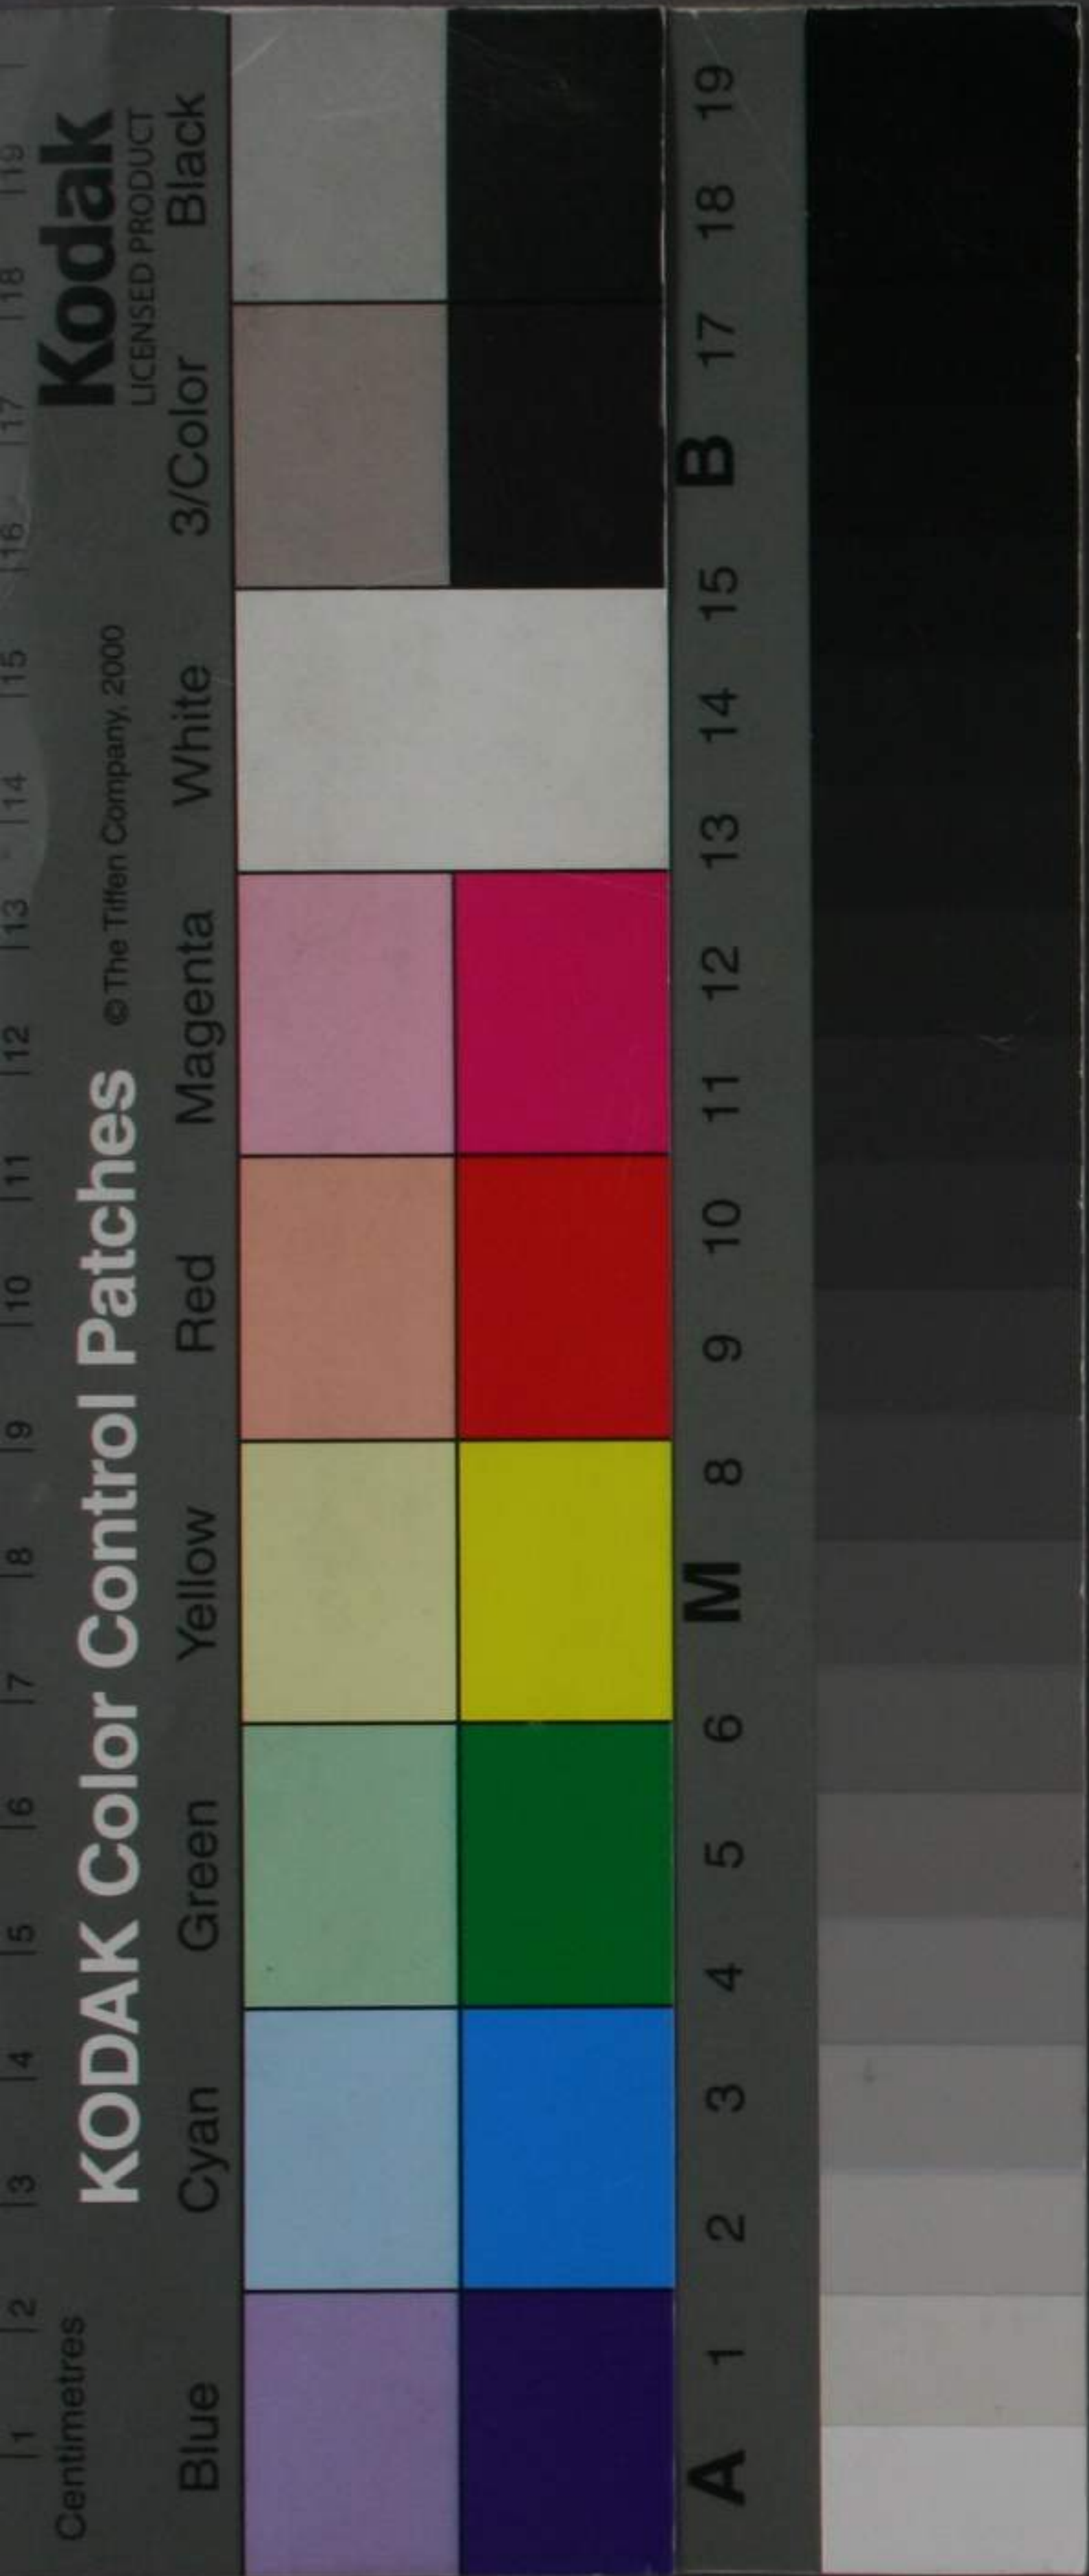 1 2 3 4 5 6 7 8 9 10 11 12 13 14 15 16 17 18 19
Centimetres
KODAK Color Control Patches © The Tiffen Company, 2000 Kodak
LICENSED PRODUCT
Blue Cyan Green Yellow Red Magenta White 3/Color Black
A 1 2 3 4 5 6 M 8 9 10 11 12 13 14 15 B 17 18 19